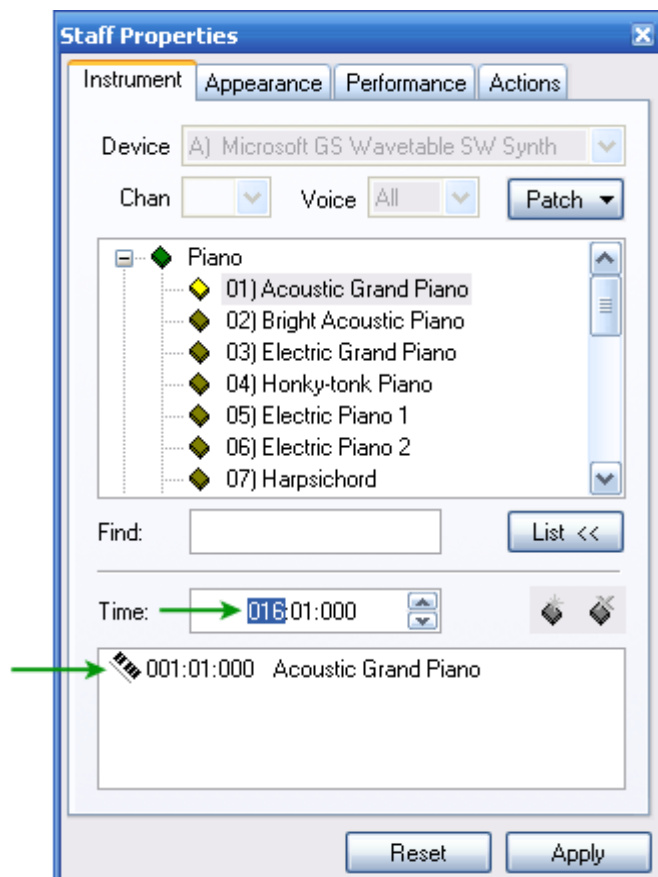 Staff Properties
Instrument Appearance Performance Actions
Device A) Microsoft GS Wavetable SW Synth
Chan Voice All Patch
Piano
01) Acoustic Grand Piano
02) Bright Acoustic Piano
03) Electric Grand Piano
04) Honky-tonk Piano
05) Electric Piano 1
06) Electric Piano 2
07) Harpsichord
Find: List <<
Time: 016:01:000
001:01:000 Acoustic Grand Piano
Reset Apply